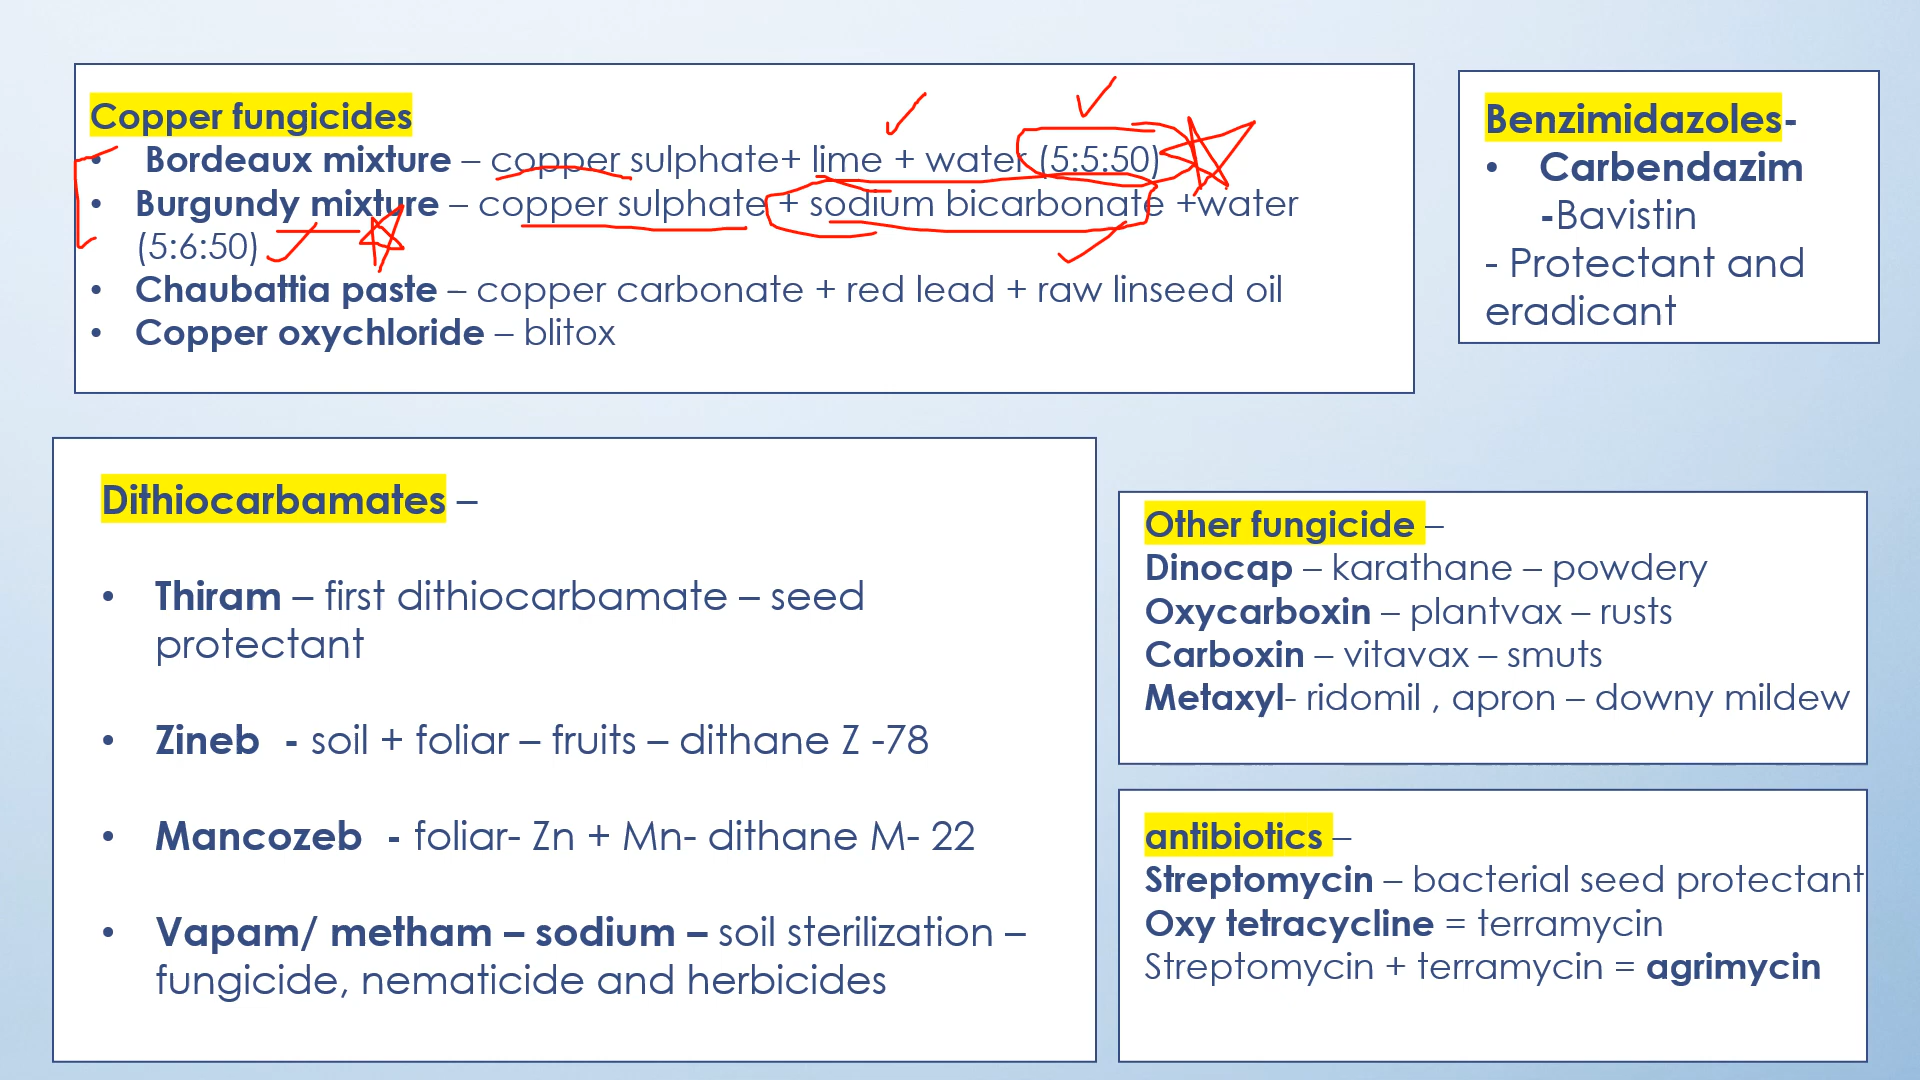 Copper fungicides
• Bordeaux mixture – copper sulphate+ lime + water (5:5:50)
• Burgundy mixture – copper sulphate + sodium bicarbonate +water
(5:6:50)
• Chaubattia paste – copper carbonate + red lead + raw linseed oil
• Copper oxychloride – blitox
Benzimidazoles-
• Carbendazim
-Bavistin
- Protectant and
eradicant
Dithiocarbamates –
• Thiram – first dithiocarbamate – seed
protectant
• Zineb - soil + foliar – fruits – dithane Z -78
• Mancozeb - foliar- Zn + Mn- dithane M- 22
• Vapam/ metham – sodium – soil sterilization –
fungicide, nematicide and herbicides
Other fungicide –
Dinocap – karathane – powdery
Oxycarboxin – plantvax – rusts
Carboxin – vitavax – smuts
Metaxyl- ridomil , apron – downy mildew
antibiotics –
Streptomycin – bacterial seed protectant
Oxy tetracycline = terramycin
Streptomycin + terramycin = agrimycin